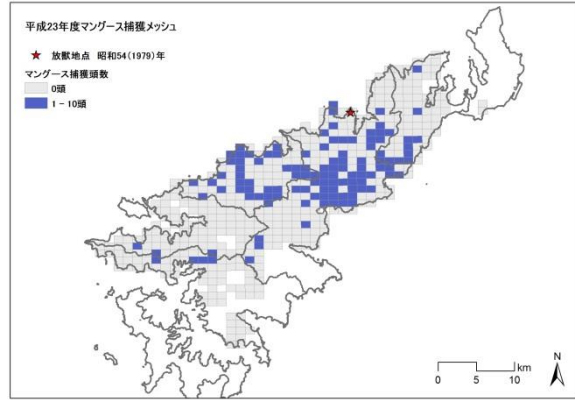 平成23年度マングース捕獲メッシュ
★ 放獣地点 昭和54(1979)年
マングース捕獲頭数
0頭
1 - 10頭
N
km
0 5 10